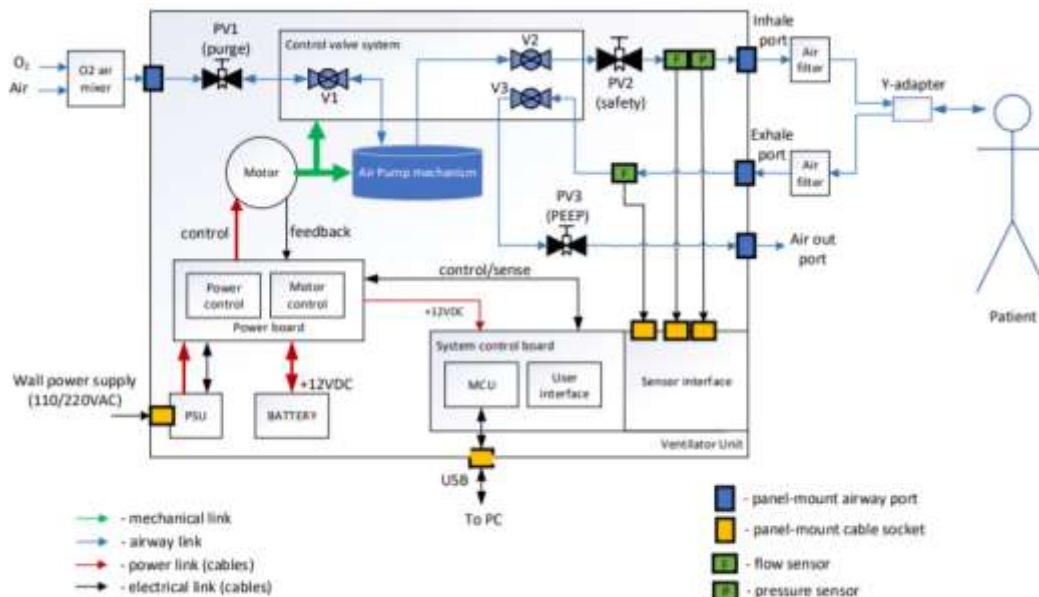 PV1
(purge)
Control valve system
V2
V3
V1
PV2
(safety)
F
P
Inhale
port
Air
filter
Y-adapter
O₂
Air
O2 air
mixer
Motor
Air Pump mechanism
F
Exhale
port
Air
filter
PV3
(PEEP)
Air out
port
Patient
control
feedback
control/sense
Power
control
Motor
control
Power board
+12VDC
System control board
MCU
User
interface
Sensor interface
Wall power supply
(110/220VAC)
+12VDC
PSU
BATTERY
Ventilator Unit
USB
To PC
- mechanical link
- airway link
- power link (cables)
- electrical link (cables)
- panel-mount airway port
- panel-mount cable socket
F - flow sensor
P - pressure sensor